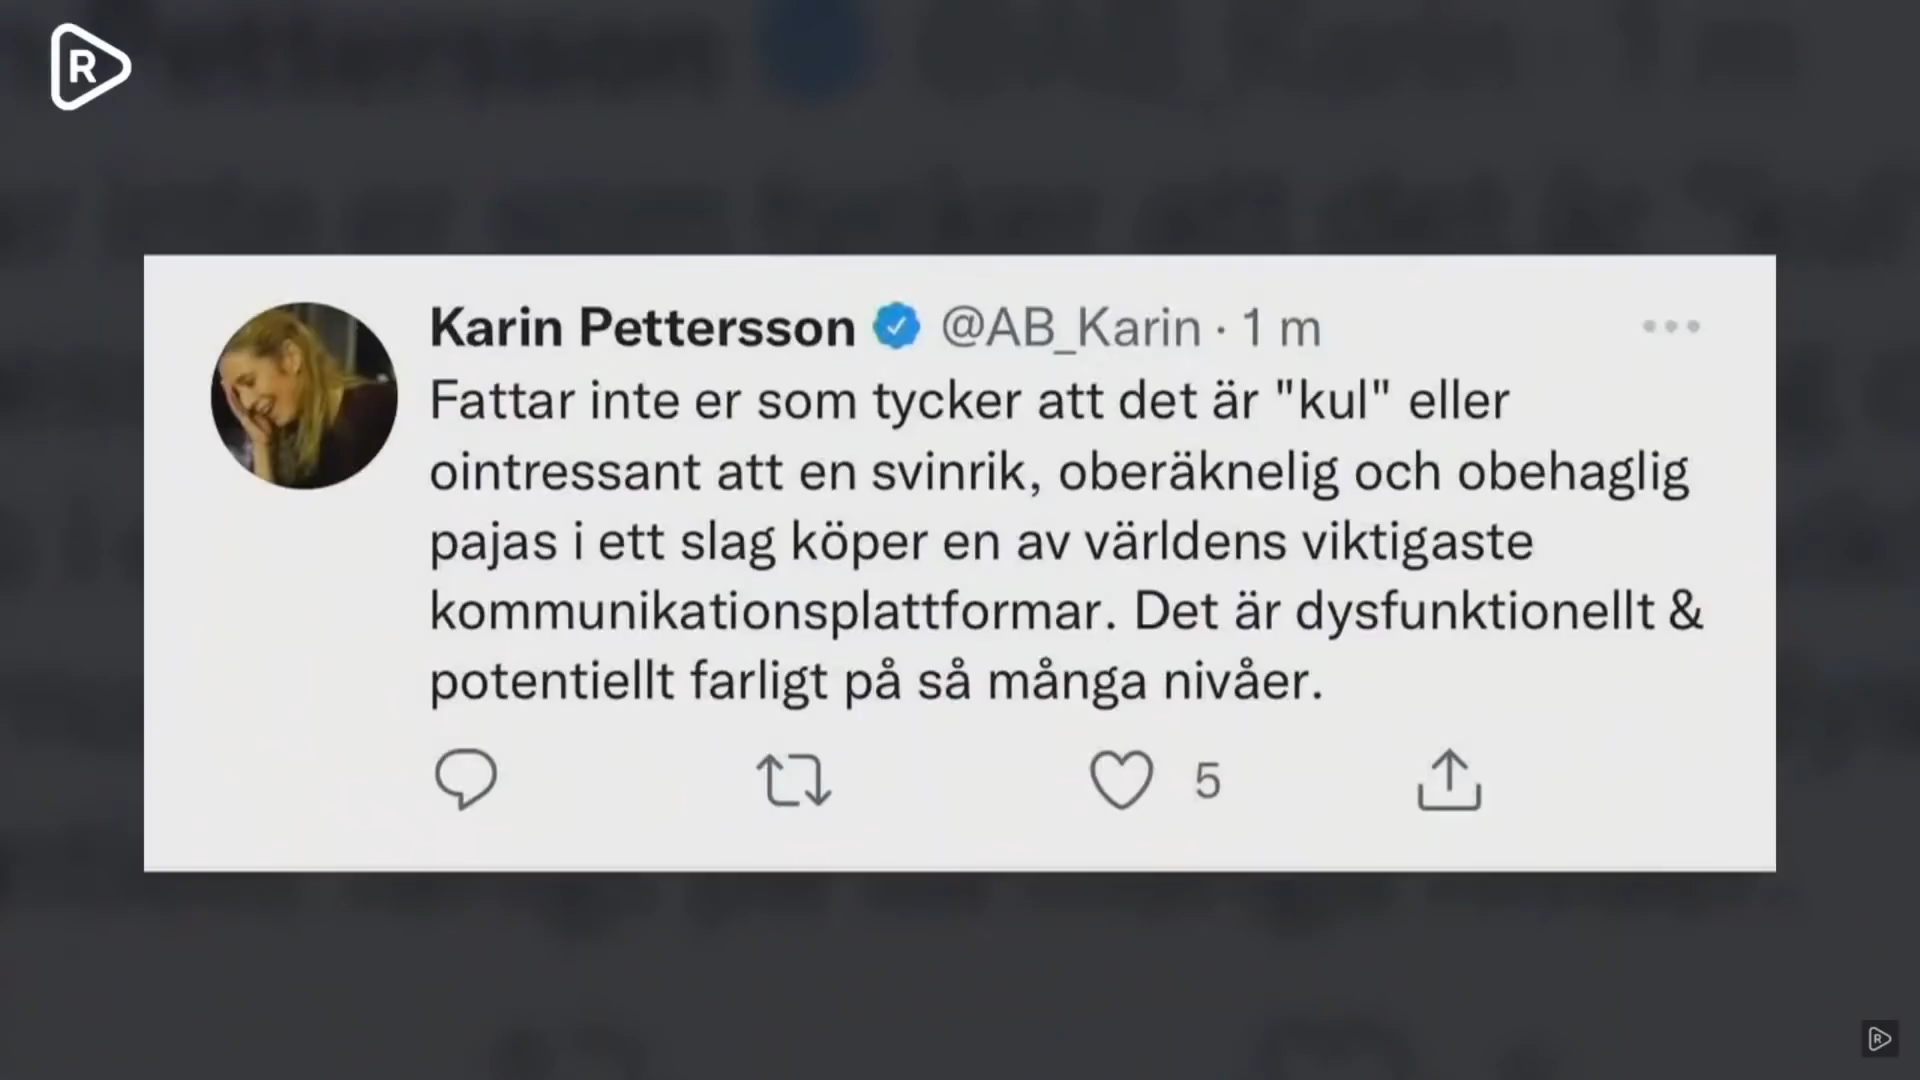 R
Karin Pettersson @AB_Karin · 1 m
Fattar inte er som tycker att det är "kul" eller
ointressant att en svinrik, oberäknelig och obehaglig
pajas i ett slag köper en av världens viktigaste
kommunikationsplattformar. Det är dysfunktionellt &
potentiellt farligt på så många nivåer.
5
R